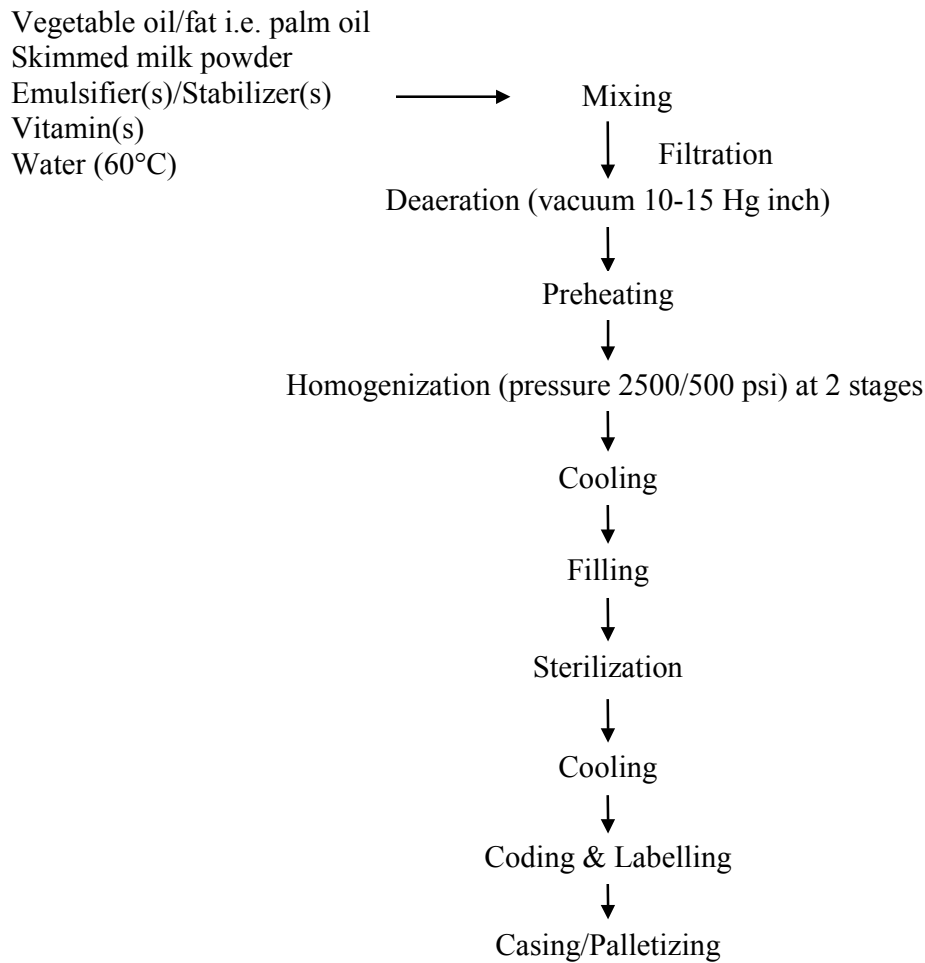 Vegetable oil/fat i.e. palm oil
Skimmed milk powder
Emulsifier(s)/Stabilizer(s)
Vitamin(s)
Water (60°C)
Mixing
Filtration
Deaeration (vacuum 10-15 Hg inch)
Preheating
Homogenization (pressure 2500/500 psi) at 2 stages
Cooling
Filling
Sterilization
Cooling
Coding & Labelling
Casing/Palletizing